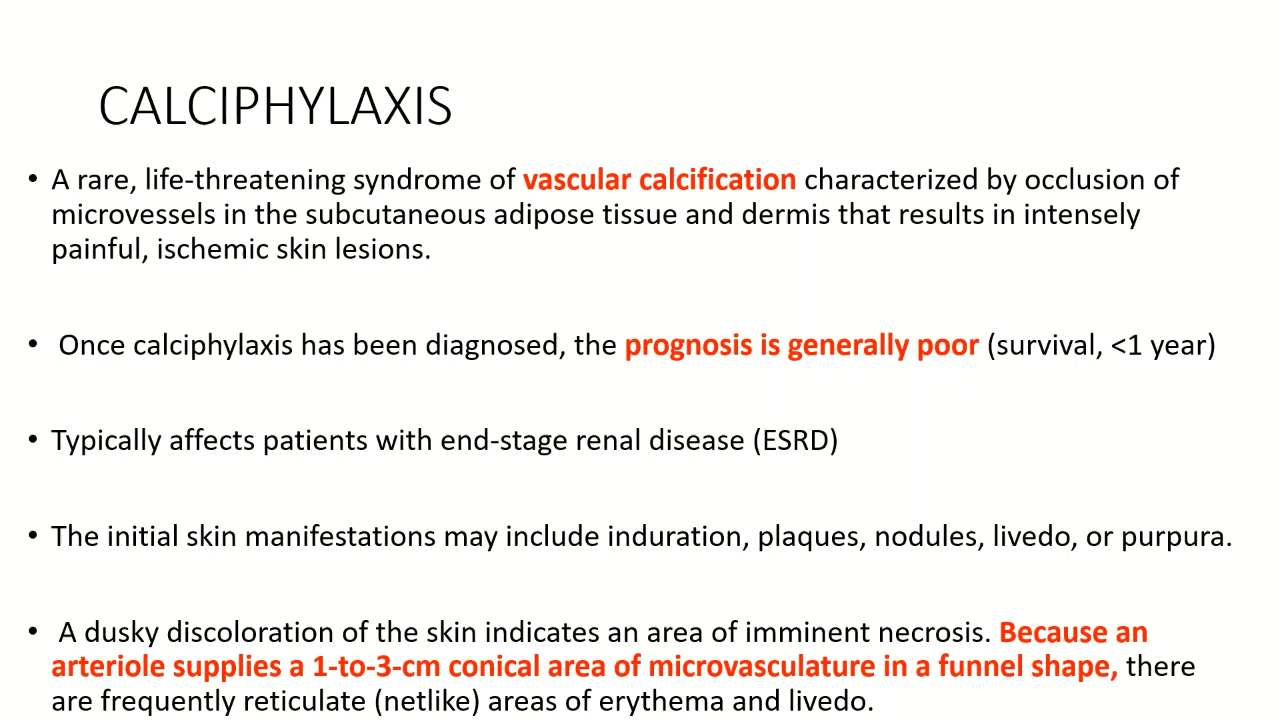 CALCIPHYLAXIS
• A rare, life-threatening syndrome of vascular calcification characterized by occlusion of
microvessels in the subcutaneous adipose tissue and dermis that results in intensely
painful, ischemic skin lesions.
• Once calciphylaxis has been diagnosed, the prognosis is generally poor (survival, <1 year)
• Typically affects patients with end-stage renal disease (ESRD)
• The initial skin manifestations may include induration, plaques, nodules, livedo, or purpura.
• A dusky discoloration of the skin indicates an area of imminent necrosis. Because an
arteriole supplies a 1-to-3-cm conical area of microvasculature in a funnel shape, there
are frequently reticulate (netlike) areas of erythema and livedo.